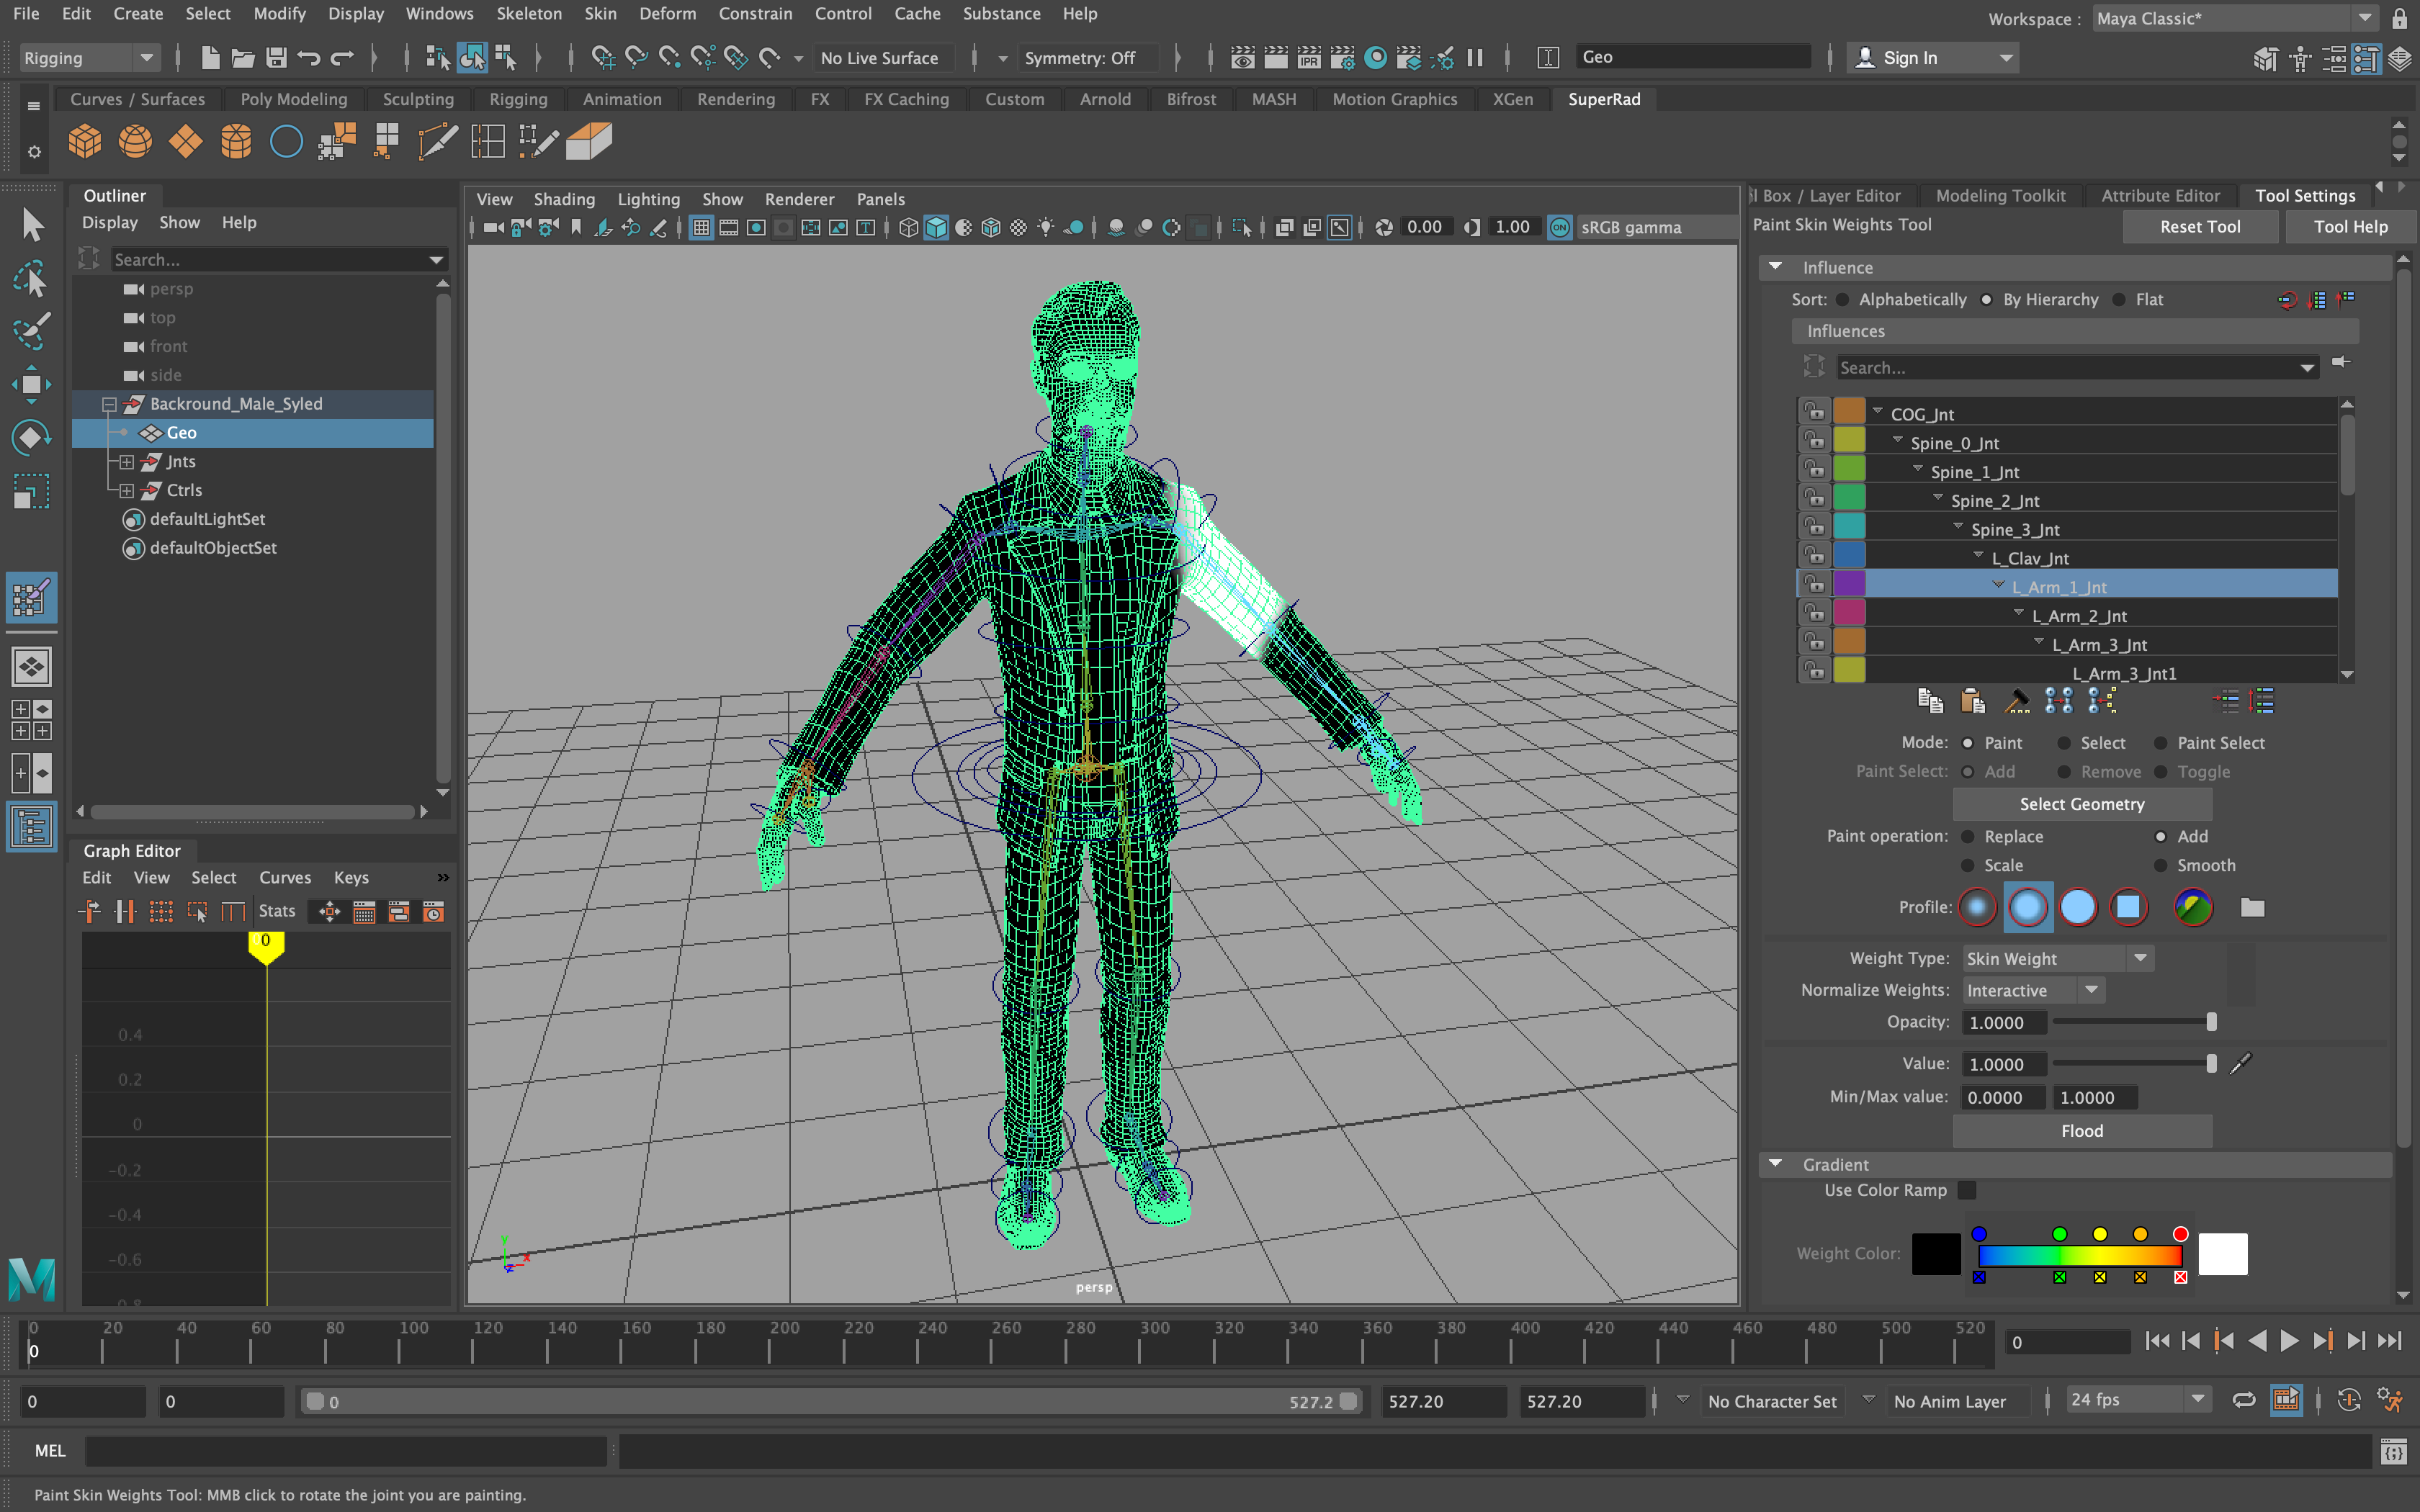 File Edit Create Select Modify Display Windows Skeleton Skin Deform Constrain Control Cache Substance Help
Workspace : Maya Classic*
Rigging
No Live Surface
Symmetry: Off
IPR
Geo
Sign In
Curves / Surfaces Poly Modeling Sculpting Rigging Animation Rendering FX FX Caching Custom Arnold Bifrost MASH Motion Graphics XGen SuperRad
Outliner
Display Show Help
Search...
persp
top
front
side
Backround_Male_Syled
Geo
Jnts
Ctrls
defaultLightSet
defaultObjectSet
Graph Editor
Edit View Select Curves Keys »
Stats
0
0.4
0.2
0
-0.2
-0.4
-0.6
View Shading Lighting Show Renderer Panels
0.00
1.00
ON
sRGB gamma
y
x
z
persp
l Box / Layer Editor Modeling Toolkit Attribute Editor Tool Settings
Paint Skin Weights Tool
Reset Tool
Tool Help
Influence
Sort: Alphabetically By Hierarchy Flat
Influences
Search...
COG_Jnt
Spine_0_Jnt
Spine_1_Jnt
Spine_2_Jnt
Spine_3_Jnt
L_Clav_Jnt
L_Arm_1_Jnt
L_Arm_2_Jnt
L_Arm_3_Jnt
L_Arm_3_Jnt1
Mode: Paint Select Paint Select
Paint Select: Add Remove Toggle
Select Geometry
Paint operation: Replace Add
Scale Smooth
Profile:
Weight Type: Skin Weight
Normalize Weights: Interactive
Opacity: 1.0000
Value: 1.0000
Min/Max value: 0.0000 1.0000
Flood
Gradient
Use Color Ramp
Weight Color:
0 20 40 60 80 100 120 140 160 180 200 220 240 260 280 300 320 340 360 380 400 420 440 460 480 500 520
0
0
0 0 0 527.2 527.20 527.20 No Character Set No Anim Layer 24 fps
MEL
Paint Skin Weights Tool: MMB click to rotate the joint you are painting.